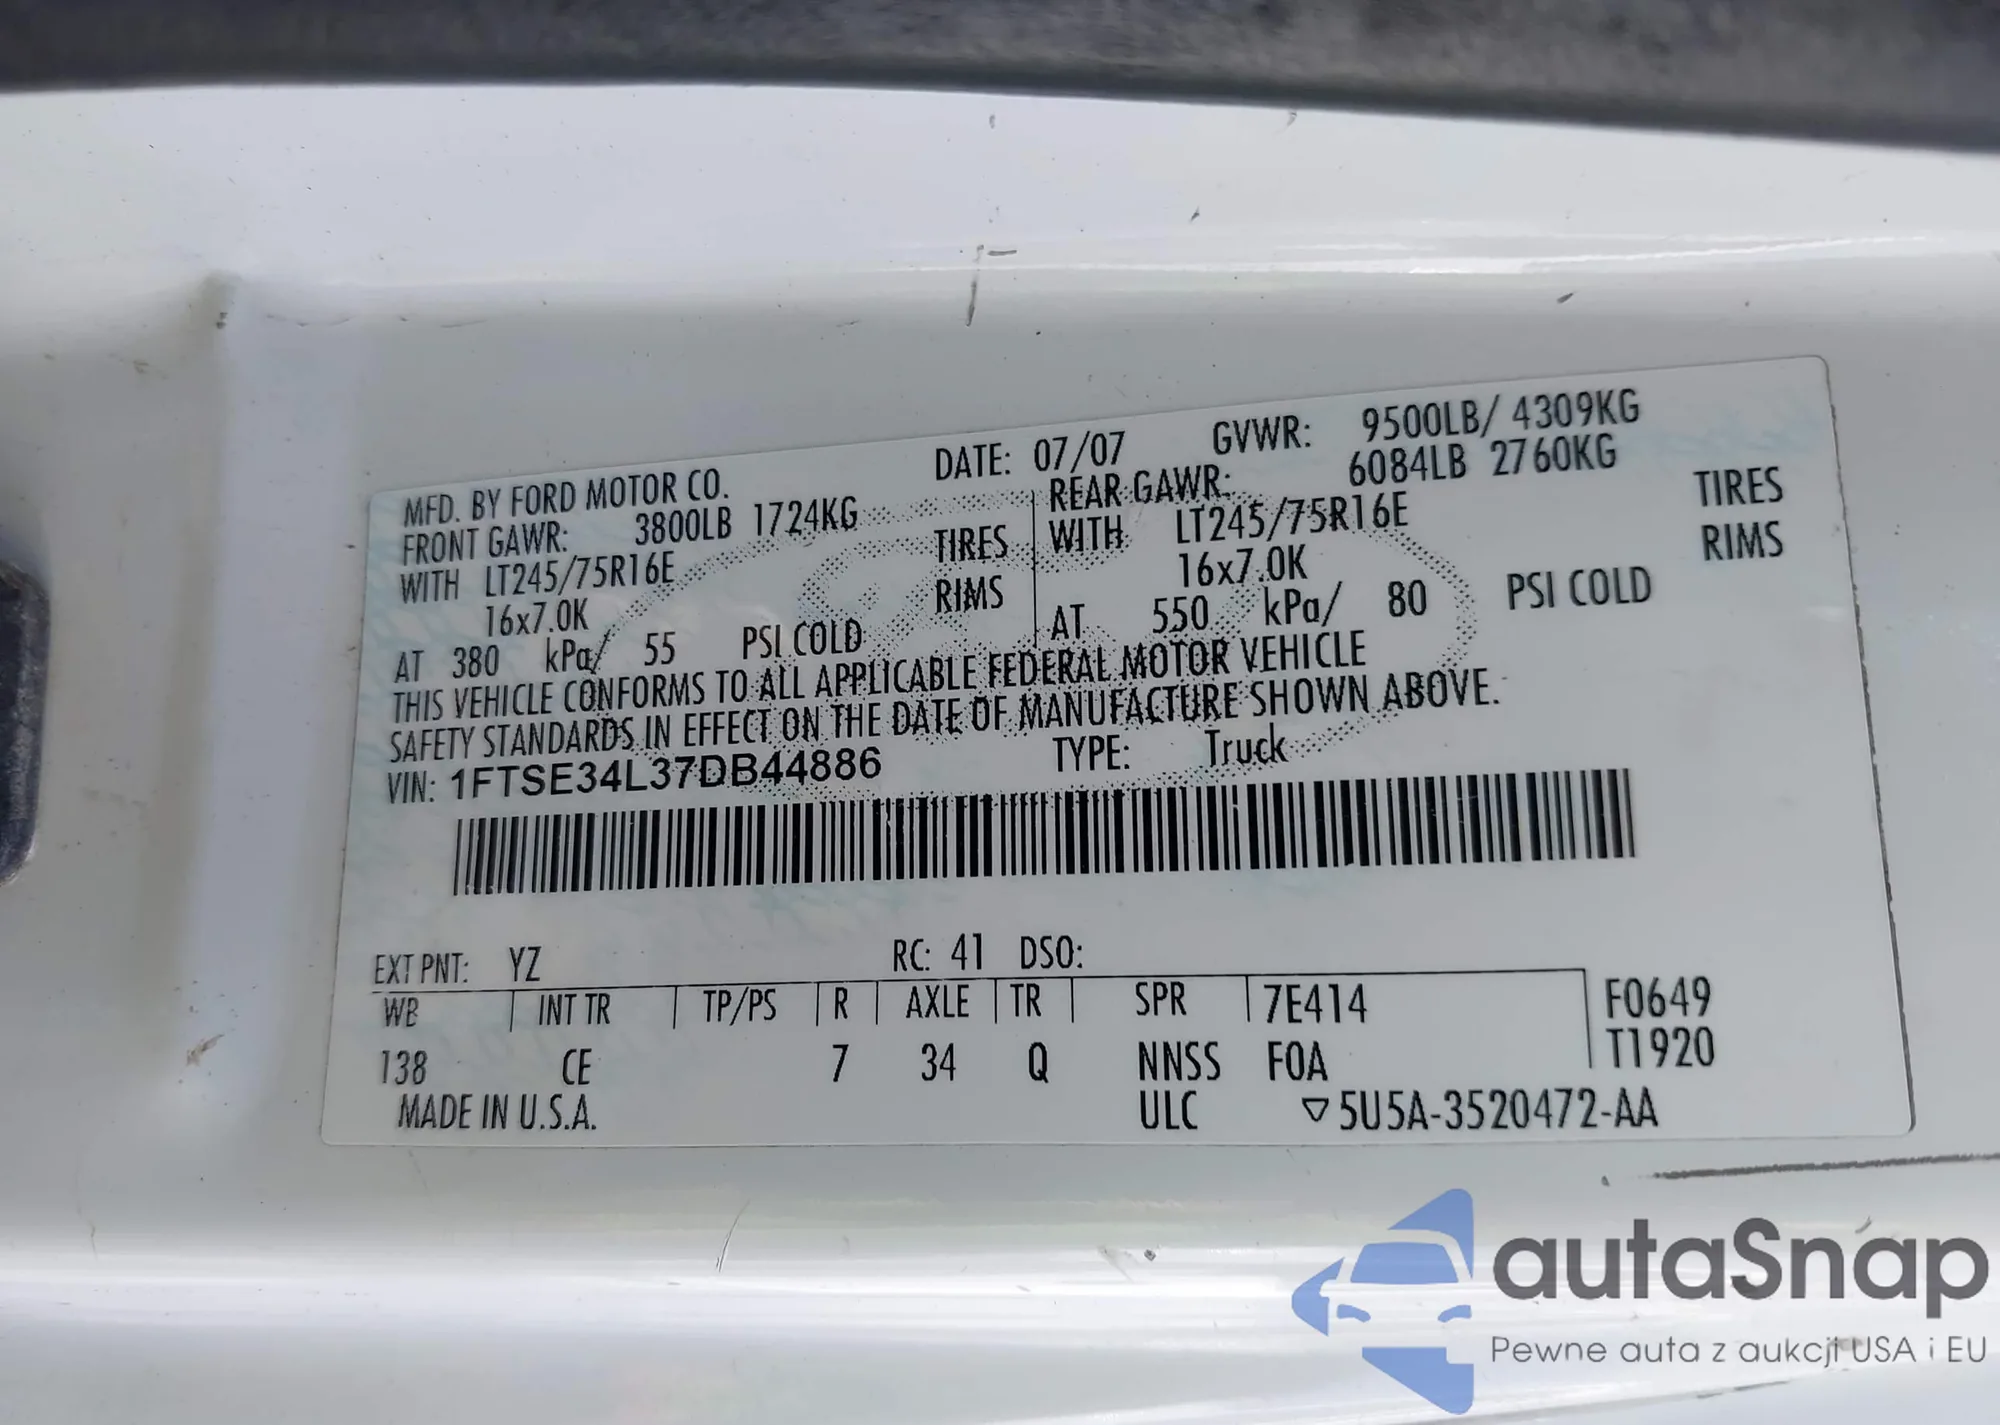 MFD. BY FORD MOTOR CO. DATE: 07/07 GVWR: 9500LB/ 4309KG
FRONT GAWR: 3800LB 1724KG REAR GAWR: 6084LB 2760KG
WITH LT245/75R16E TIRES WITH LT245/75R16E TIRES
16x7.0K RIMS 16x7.0K RIMS
AT 380 kPa/ 55 PSI COLD AT 550 kPa/ 80 PSI COLD
THIS VEHICLE CONFORMS TO ALL APPLICABLE FEDERAL MOTOR VEHICLE
SAFETY STANDARDS IN EFFECT ON THE DATE OF MANUFACTURE SHOWN ABOVE.
VIN: 1FTSE34L37DB44886 TYPE: Truck
EXT PNT: YZ RC: 41 DSO:
WB INT TR TP/PS R AXLE TR SPR 7E414 F0649
138 CE 7 34 Q NNSS FOA T1920
MADE IN U.S.A. ULC ▽5U5A-3520472-AA
autaSnap
Pewne auta z aukcji USA i EU